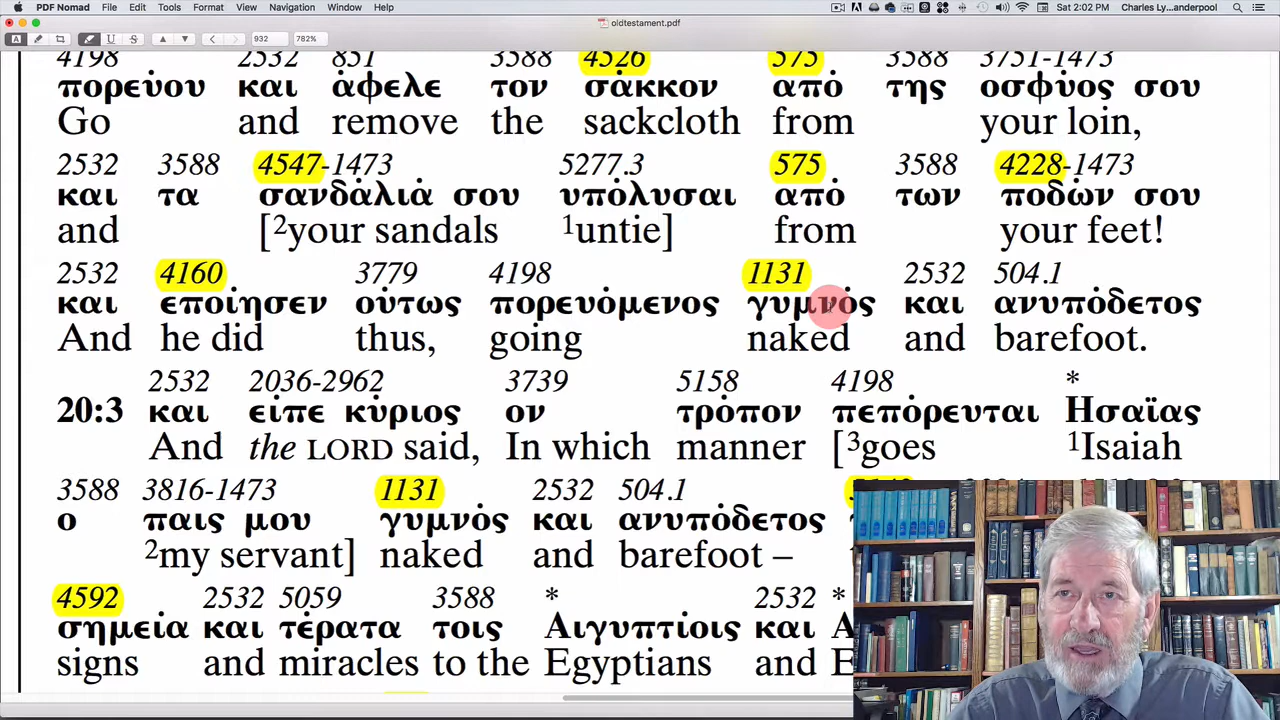 PDF Nomad File Edit Tools Format View Navigation Window Help Sat 2:02 PM Charles Ly...anderpool
oldtestament.pdf
932 782%
4198 2532 851 3588 4526 575 3588 3751-1473
πορεύου και άφελε τον σάκκον από της οσφύος σου
Go and remove the sackcloth from your loin,
2532 3588 4547-1473 5277.3 575 3588 4228-1473
και τα σανδάλιά σου υπόλυσαι από των ποδών σου
and [²your sandals ¹untie] from your feet!
2532 4160 3779 4198 1131 2532 504.1
και εποίησεν ούτως πορευόμενος γυμνός και ανυπόδετος
And he did thus, going naked and barefoot.
2532 2036-2962 3739 5158 4198 *
20:3 και είπε κύριος ον τρόπον πεπόρευται Ησαϊας
And the LORD said, In which manner [³goes ¹Isaiah
3588 3816-1473 1131 2532 504.1
ο παις μου γυμνός και ανυπόδετος
²my servant] naked and barefoot –
4592 2532 5059 3588 * 2532 *
σημεία και τέρατα τοις Αιγυπτίοις και
signs and miracles to the Egyptians and